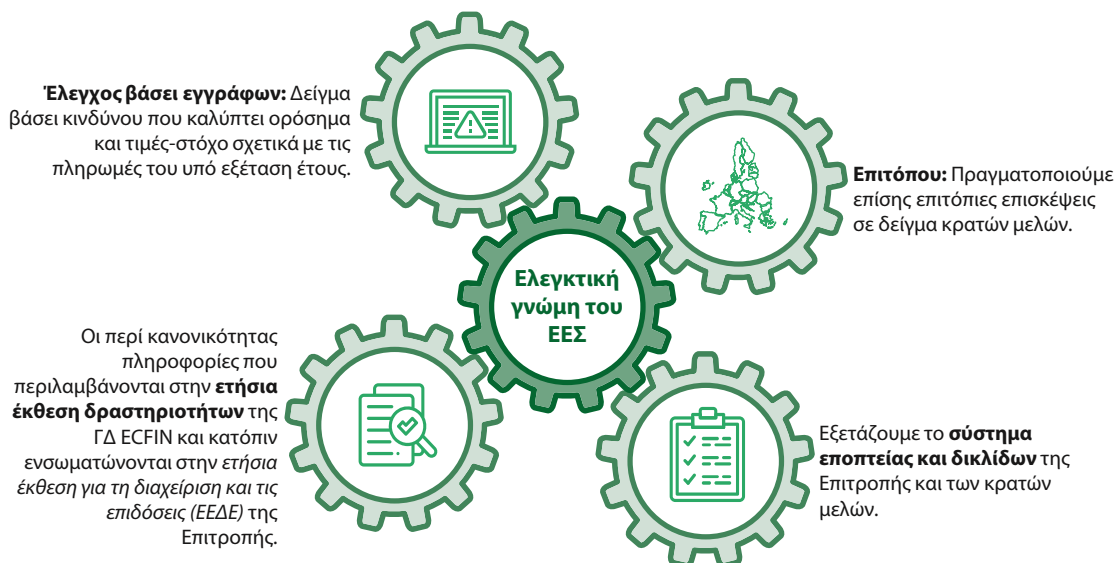 Έλεγχος βάσει εγγράφων: Δείγμα
βάσει κινδύνου που καλύπτει ορόσημα
και τιμές-στόχο σχετικά με τις
πληρωμές του υπό εξέταση έτους.
Επιτόπου: Πραγματοποιούμε
επίσης επιτόπιες επισκέψεις
σε δείγμα κρατών μελών.
Ελεγκτική
γνώμη του
ΕΕΣ
Οι περί κανονικότητας
πληροφορίες που
περιλαμβάνονται στην ετήσια
έκθεση δραστηριοτήτων της
ΓΔ ECFIN και κατόπιν
ενσωματώνονται στην ετήσια
έκθεση για τη διαχείριση και τις
επιδόσεις (ΕΕΔΕ) της
Επιτροπής.
Εξετάζουμε το σύστημα
εποπτείας και δικλίδων της
Επιτροπής και των κρατών
μελών.